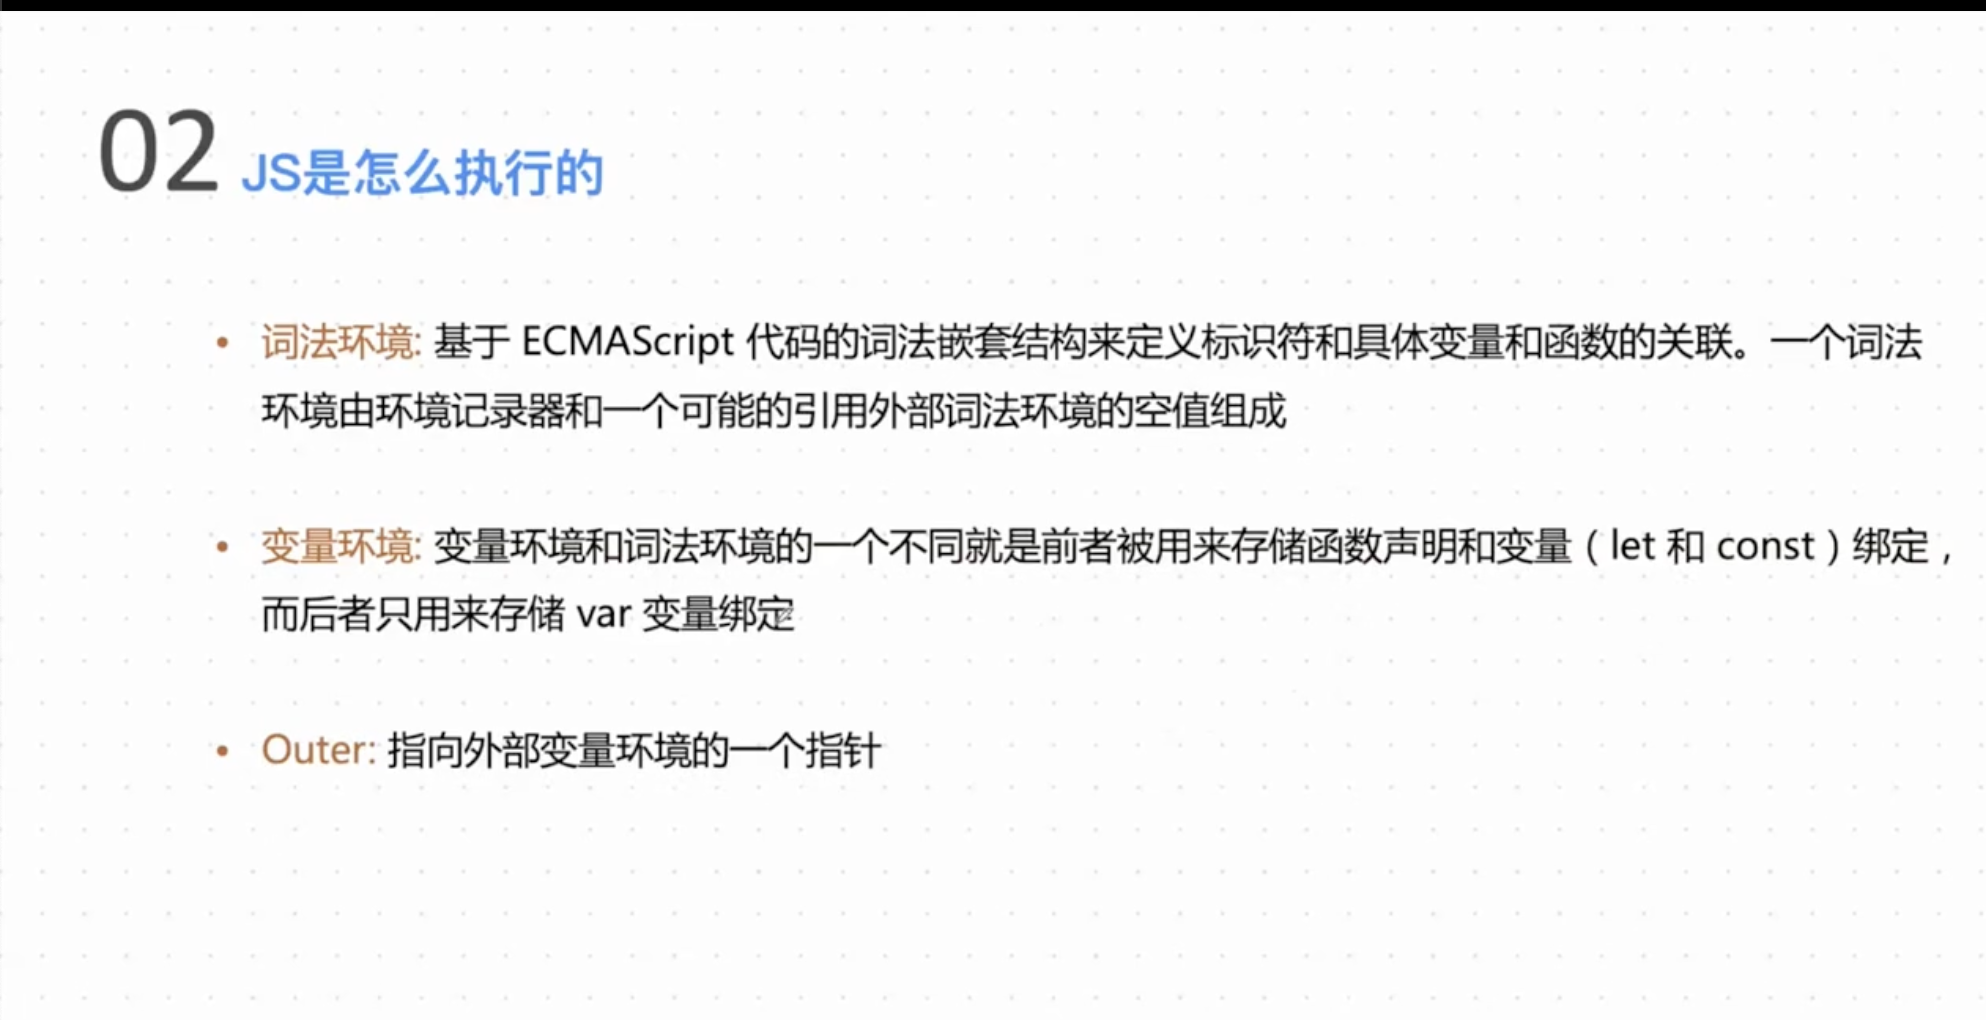 02 JS是怎么执行的
• 词法环境: 基于 ECMAScript 代码的词法嵌套结构来定义标识符和具体变量和函数的关联。一个词法
环境由环境记录器和一个可能的引用外部词法环境的空值组成
• 变量环境: 变量环境和词法环境的一个不同就是前者被用来存储函数声明和变量（let 和 const）绑定，
而后者只用来存储 var 变量绑定
• Outer: 指向外部变量环境的一个指针